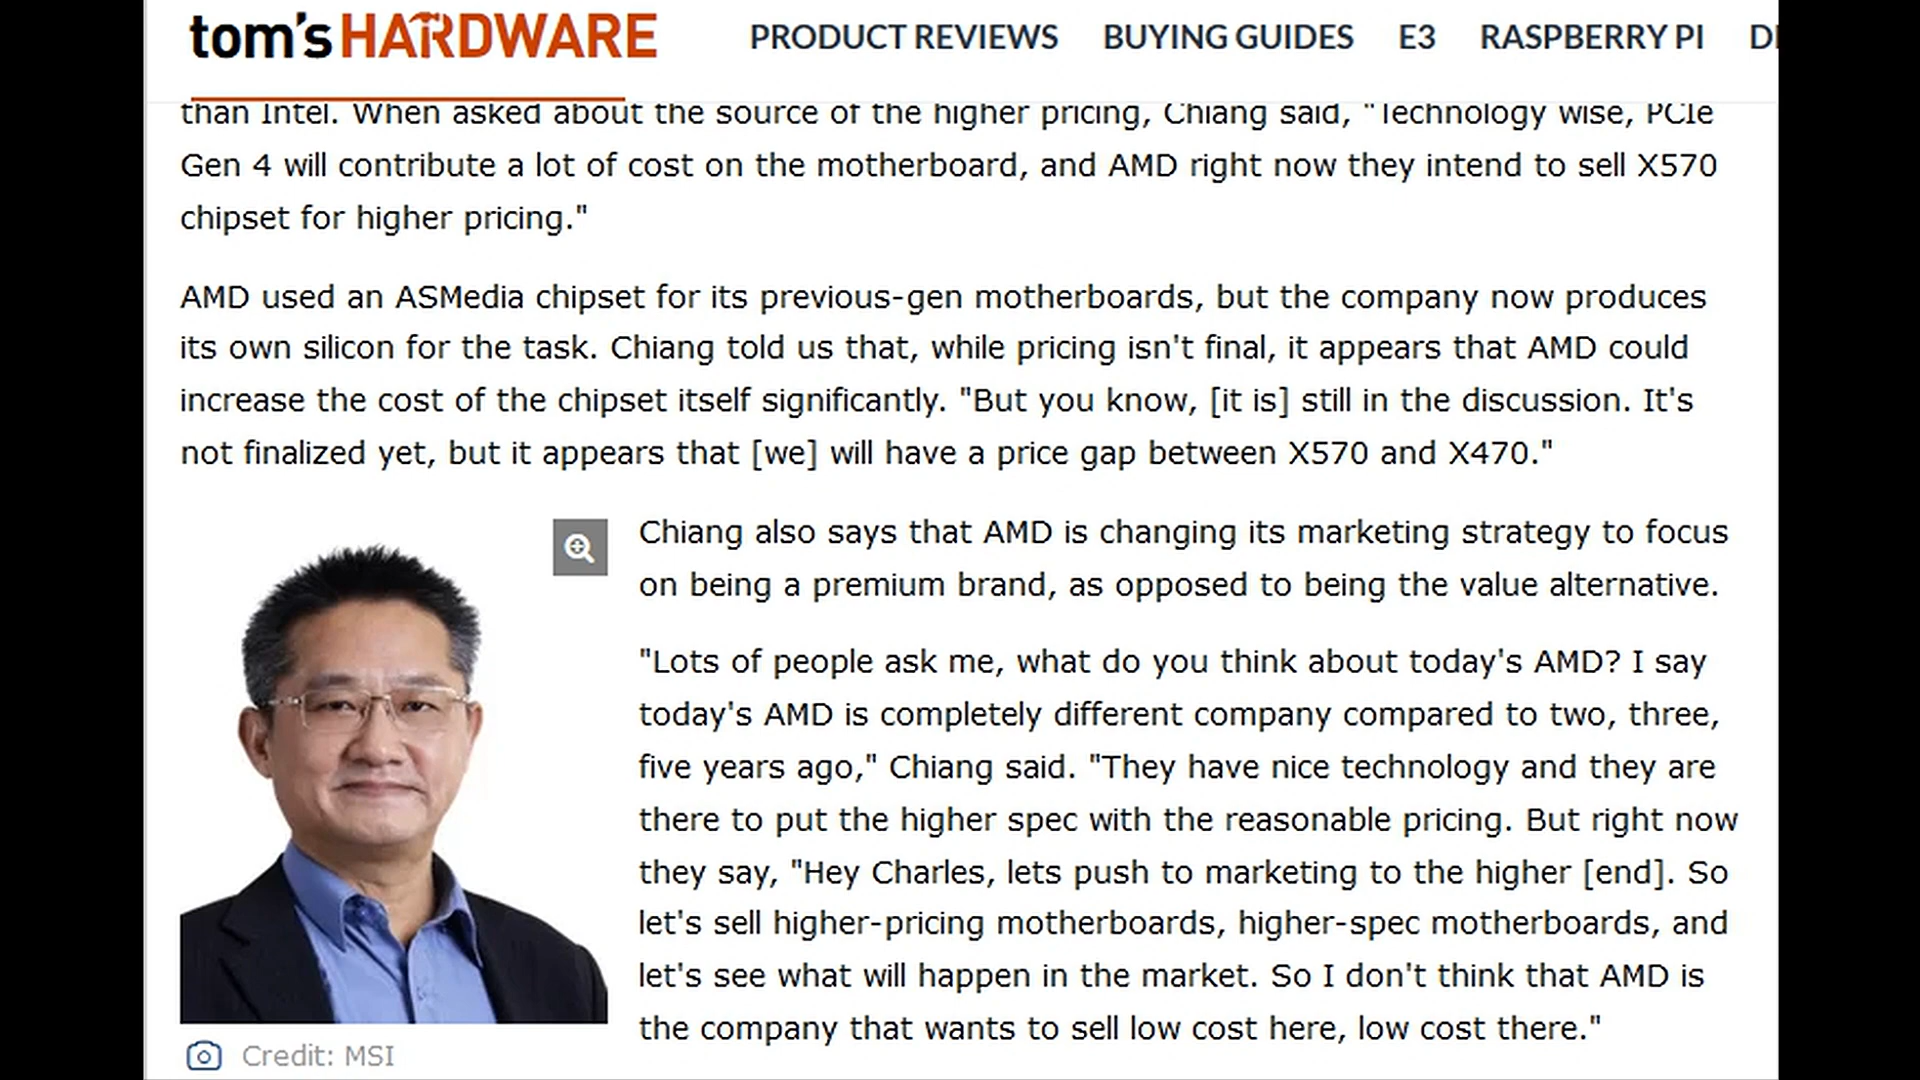 tom's HARDWARE PRODUCT REVIEWS BUYING GUIDES E3 RASPBERRY PI
than Intel. When asked about the source of the higher pricing, Chiang said, "Technology wise, PCIe
Gen 4 will contribute a lot of cost on the motherboard, and AMD right now they intend to sell X570
chipset for higher pricing."
AMD used an ASMedia chipset for its previous-gen motherboards, but the company now produces
its own silicon for the task. Chiang told us that, while pricing isn't final, it appears that AMD could
increase the cost of the chipset itself significantly. "But you know, [it is] still in the discussion. It's
not finalized yet, but it appears that [we] will have a price gap between X570 and X470."
Chiang also says that AMD is changing its marketing strategy to focus
on being a premium brand, as opposed to being the value alternative.
"Lots of people ask me, what do you think about today's AMD? I say
today's AMD is completely different company compared to two, three,
five years ago," Chiang said. "They have nice technology and they are
there to put the higher spec with the reasonable pricing. But right now
they say, "Hey Charles, lets push to marketing to the higher [end]. So
let's sell higher-pricing motherboards, higher-spec motherboards, and
let's see what will happen in the market. So I don't think that AMD is
the company that wants to sell low cost here, low cost there."
Credit: MSI